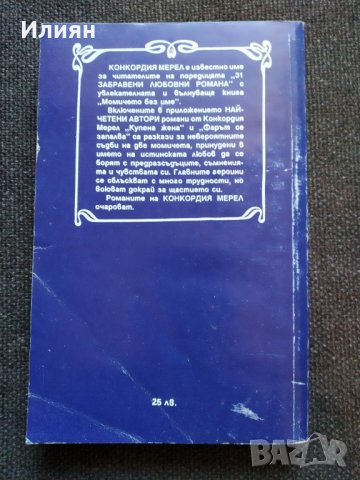 Илиян
КОНКОРДИЯ МЕРЕЛ е известно име
за читателите на поредицата „31
ЗАБРАВЕНИ ЛЮБОВНИ РОМАНА" с
увлекателната и вълнуваща книга
„Момичето без име".
Включените в приложението НАЙ-
ЧЕТЕНИ АВТОРИ романи от Конкордия
Мерел „Купена жена" и „Фарът се
запалва" са разкази за невероятните
съдби на две момичета, принудени в
името на истинската любов да се
борят с предразсъдъците, съмнения-
та и чувствата си. Главните героини
се сблъскват с много трудности, но
воюват докрай за щастието си.
Романите на КОНКОРДИЯ МЕРЕЛ
очароват.
25 лв.
BAZAR